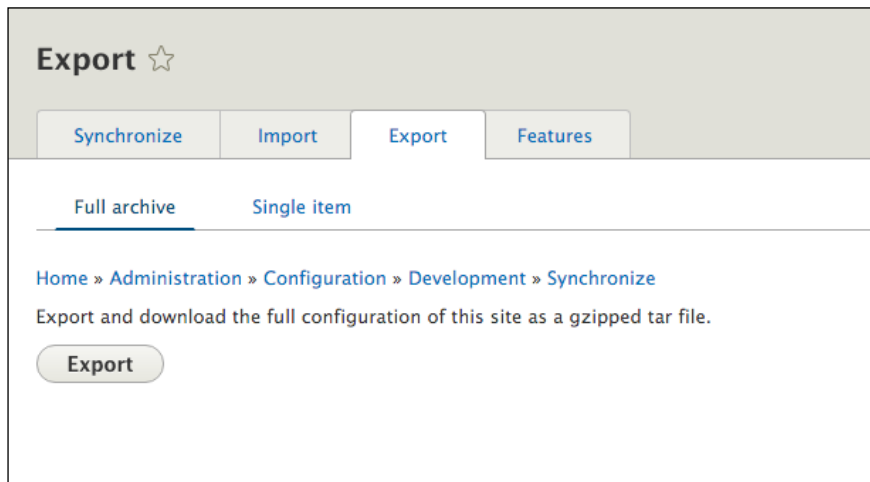 Export
Synchronize Import Export Features
Full archive Single item
Home » Administration » Configuration » Development » Synchronize
Export and download the full configuration of this site as a gzipped tar file.
Export